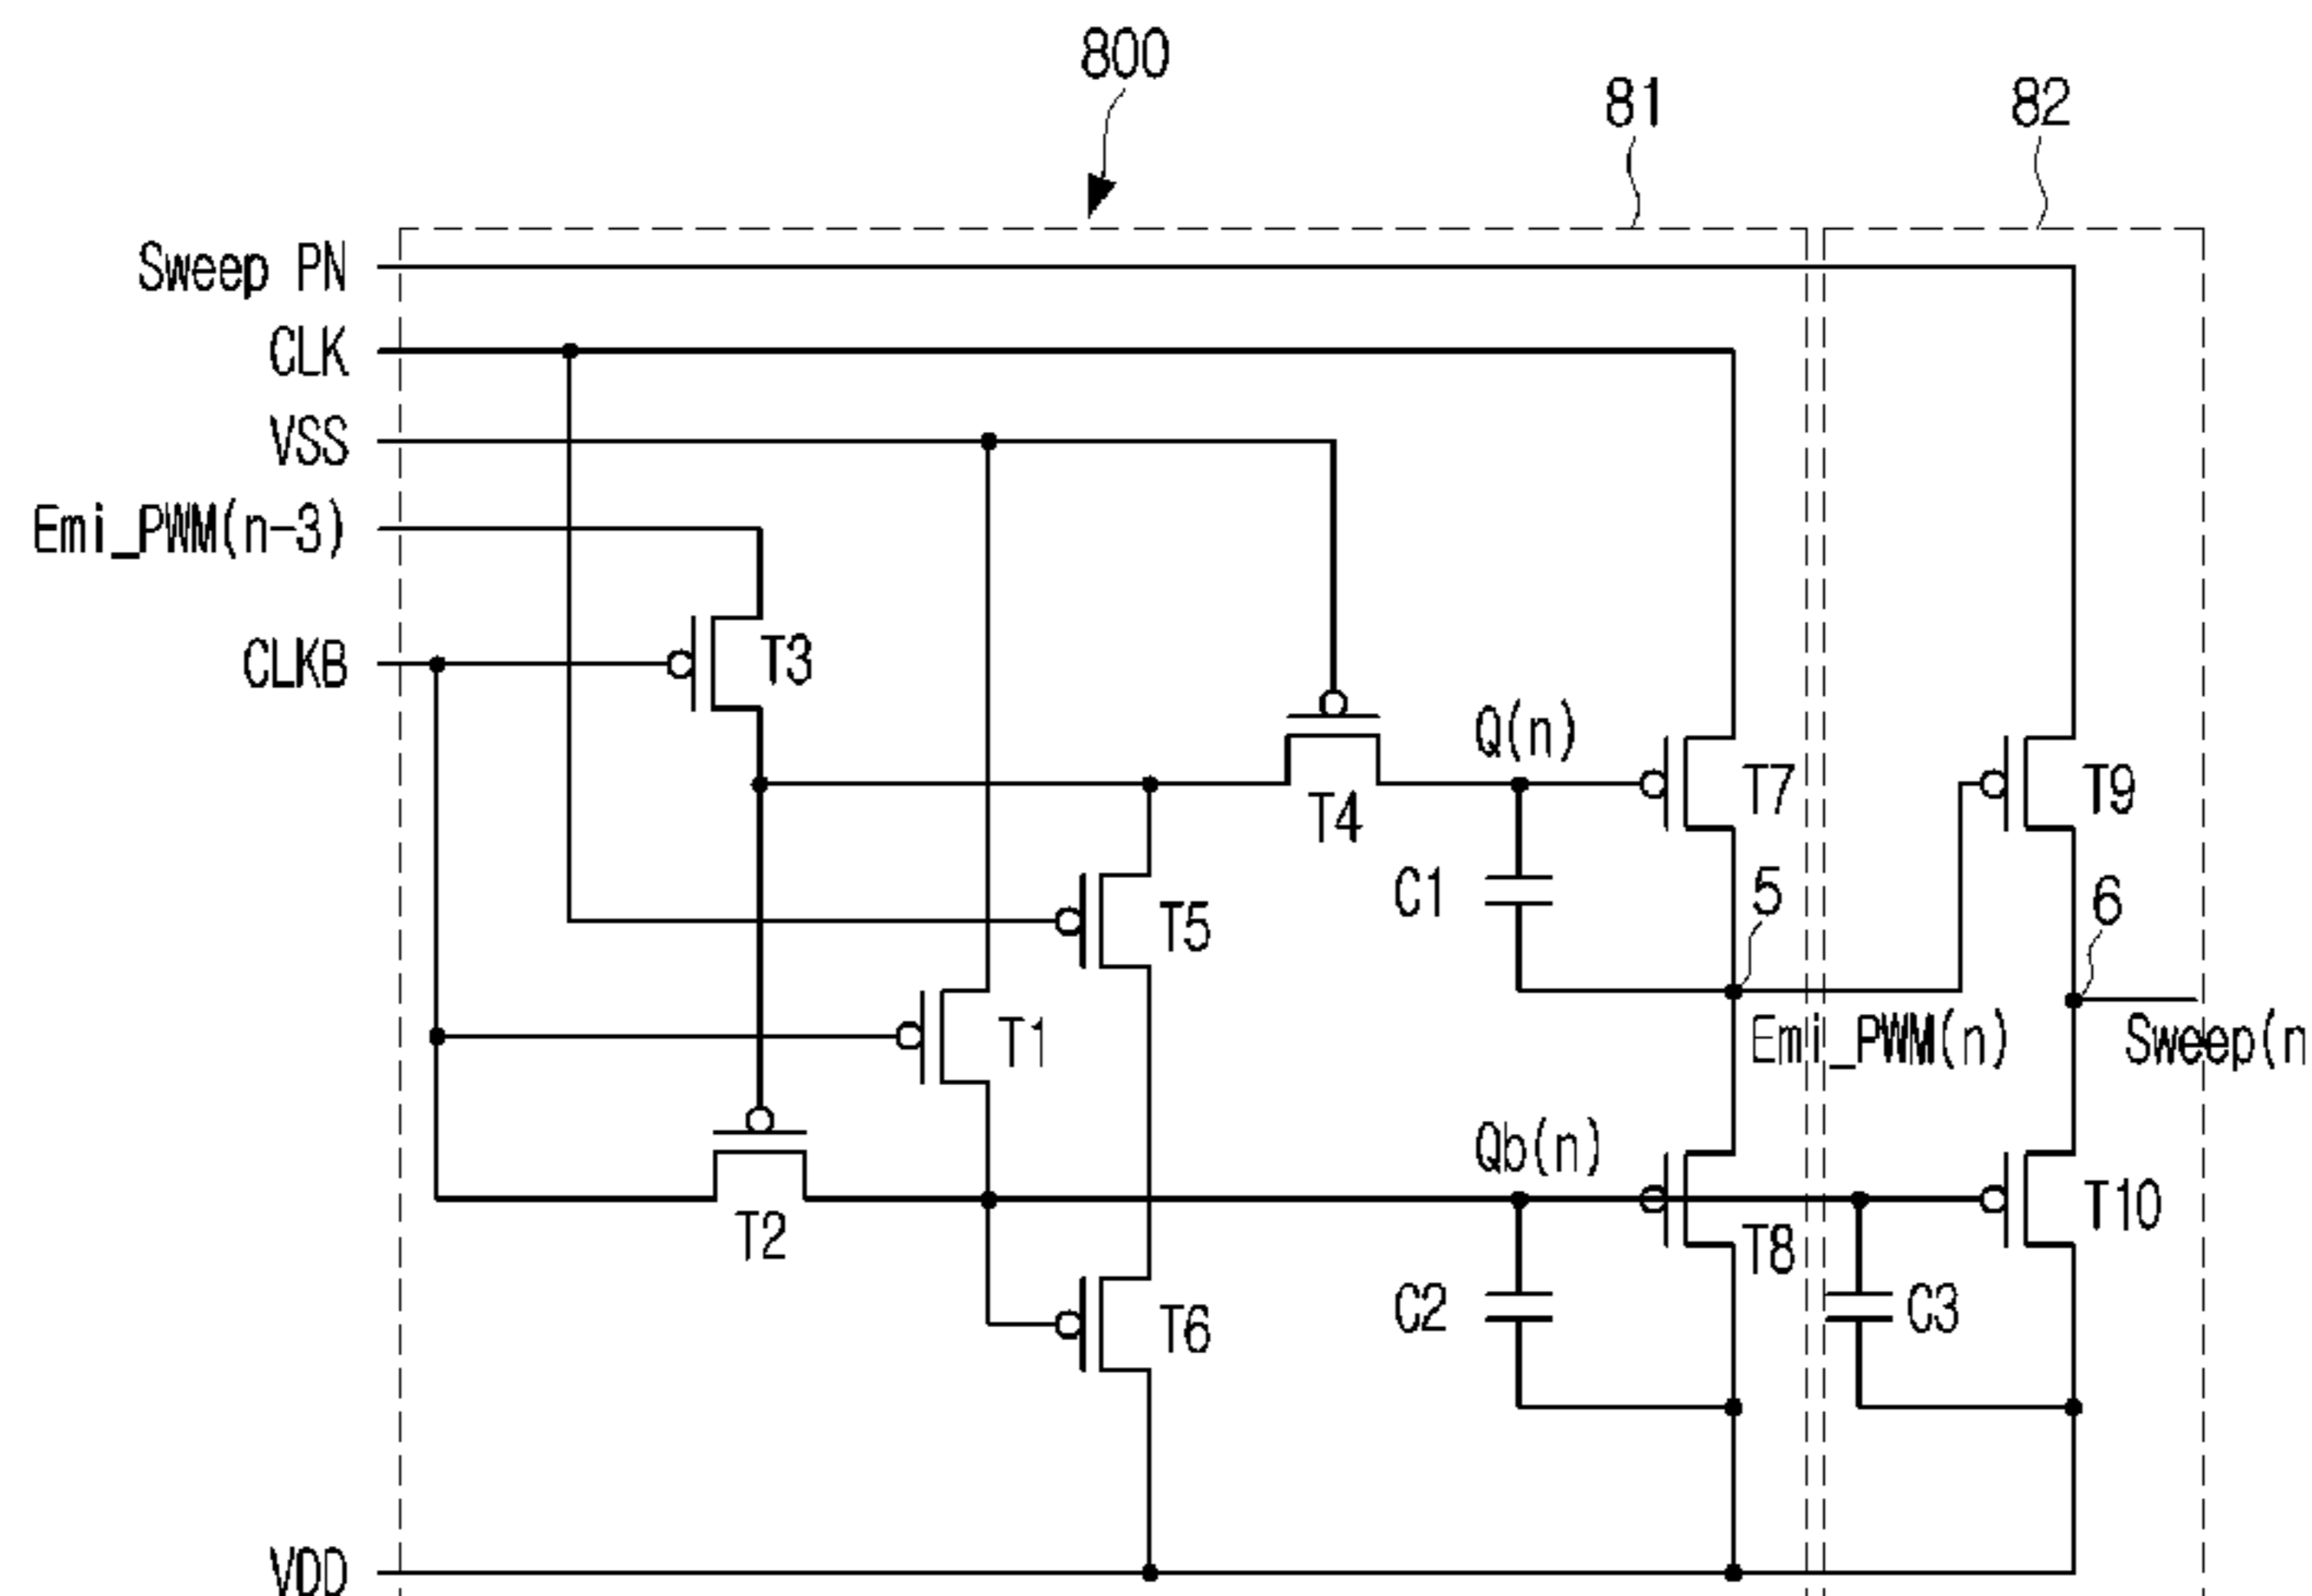 800
81
82
Sweep PN
CLK
VSS
Emi_PWM(n-3)
CLKB
T3
Q(n)
T4
T7
T9
C1
5
6
T5
T1
Emi_PWM(n)
Sweep(n
Qb(n)
T2
T8
T10
C2
C3
T6
VDD